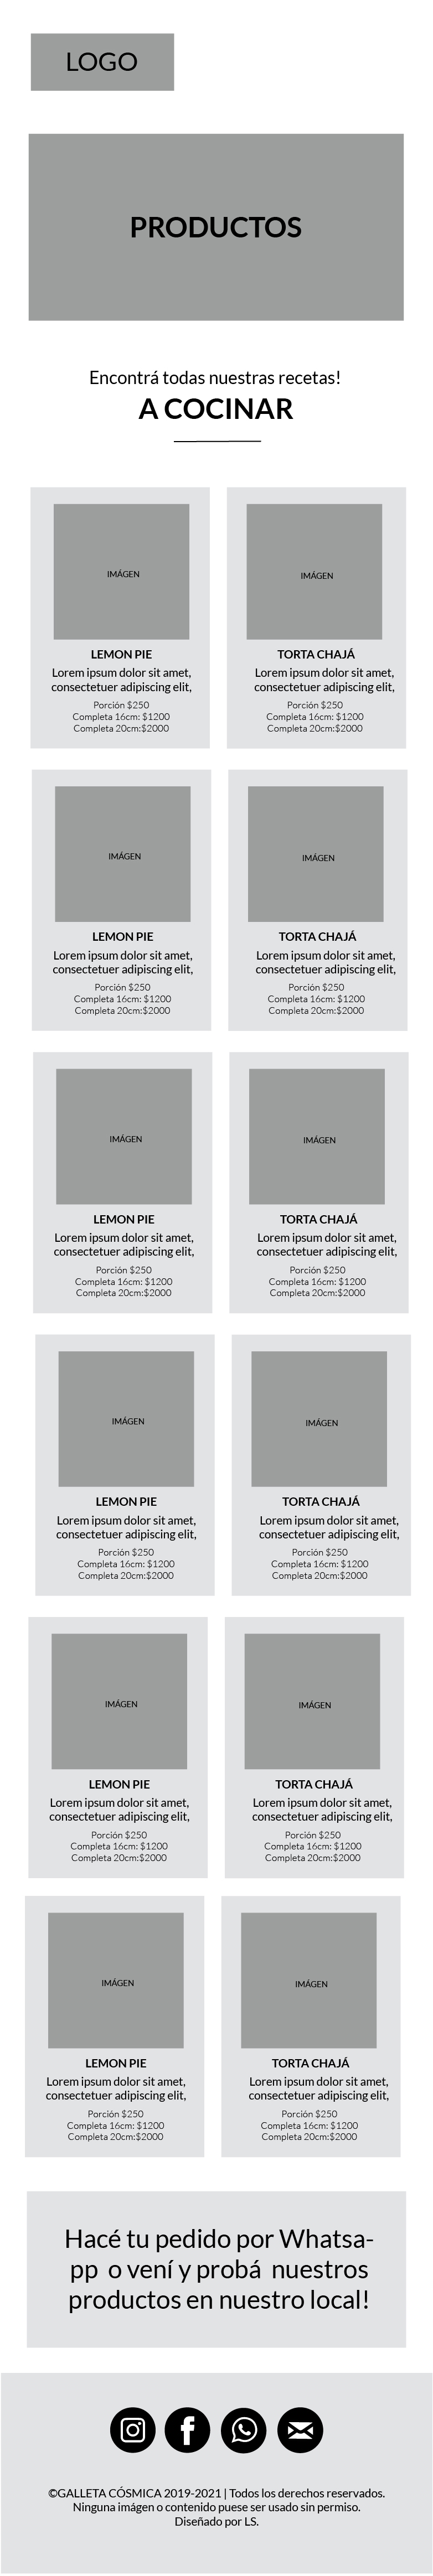 LOGO
PRODUCTOS
Encontrá todas nuestras recetas!
A COCINAR
IMÁGEN
LEMON PIE
Lorem ipsum dolor sit amet,
consectetuer adipiscing elit,
Porción $250
Completa 16cm: $1200
Completa 20cm:$2000
IMÁGEN
TORTA CHAJÁ
Lorem ipsum dolor sit amet,
consectetuer adipiscing elit,
Porción $250
Completa 16cm: $1200
Completa 20cm:$2000
IMÁGEN
LEMON PIE
Lorem ipsum dolor sit amet,
consectetuer adipiscing elit,
Porción $250
Completa 16cm: $1200
Completa 20cm:$2000
IMÁGEN
TORTA CHAJÁ
Lorem ipsum dolor sit amet,
consectetuer adipiscing elit,
Porción $250
Completa 16cm: $1200
Completa 20cm:$2000
IMÁGEN
LEMON PIE
Lorem ipsum dolor sit amet,
consectetuer adipiscing elit,
Porción $250
Completa 16cm: $1200
Completa 20cm:$2000
IMÁGEN
TORTA CHAJÁ
Lorem ipsum dolor sit amet,
consectetuer adipiscing elit,
Porción $250
Completa 16cm: $1200
Completa 20cm:$2000
IMÁGEN
LEMON PIE
Lorem ipsum dolor sit amet,
consectetuer adipiscing elit,
Porción $250
Completa 16cm: $1200
Completa 20cm:$2000
IMÁGEN
TORTA CHAJÁ
Lorem ipsum dolor sit amet,
consectetuer adipiscing elit,
Porción $250
Completa 16cm: $1200
Completa 20cm:$2000
IMÁGEN
LEMON PIE
Lorem ipsum dolor sit amet,
consectetuer adipiscing elit,
Porción $250
Completa 16cm: $1200
Completa 20cm:$2000
IMÁGEN
TORTA CHAJÁ
Lorem ipsum dolor sit amet,
consectetuer adipiscing elit,
Porción $250
Completa 16cm: $1200
Completa 20cm:$2000
IMÁGEN
LEMON PIE
Lorem ipsum dolor sit amet,
consectetuer adipiscing elit,
Porción $250
Completa 16cm: $1200
Completa 20cm:$2000
IMÁGEN
TORTA CHAJÁ
Lorem ipsum dolor sit amet,
consectetuer adipiscing elit,
Porción $250
Completa 16cm: $1200
Completa 20cm:$2000
Hacé tu pedido por Whatsa-
pp o vení y probá nuestros
productos en nuestro local!
©GALLETA CÓSMICA 2019-2021 | Todos los derechos reservados.
Ninguna imágen o contenido puese ser usado sin permiso.
Diseñado por LS.